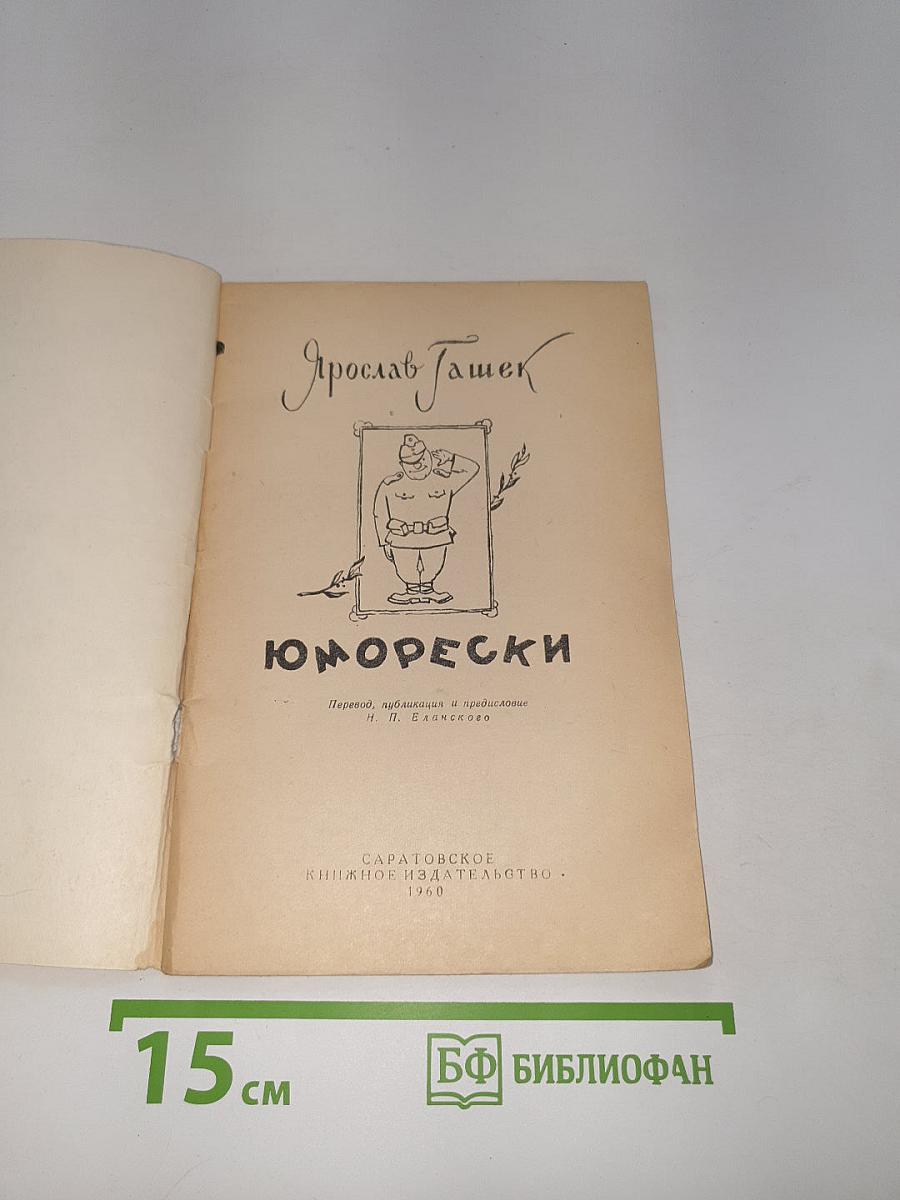 Ярослав Гашек
ЮМОРЕСКИ
Перевод, публикация и предисловие
Н. П. Еланского
САРАТОВСКОЕ
КНИЖНОЕ ИЗДАТЕЛЬСТВО
1960
15 см
БФ БИБЛИОФАН